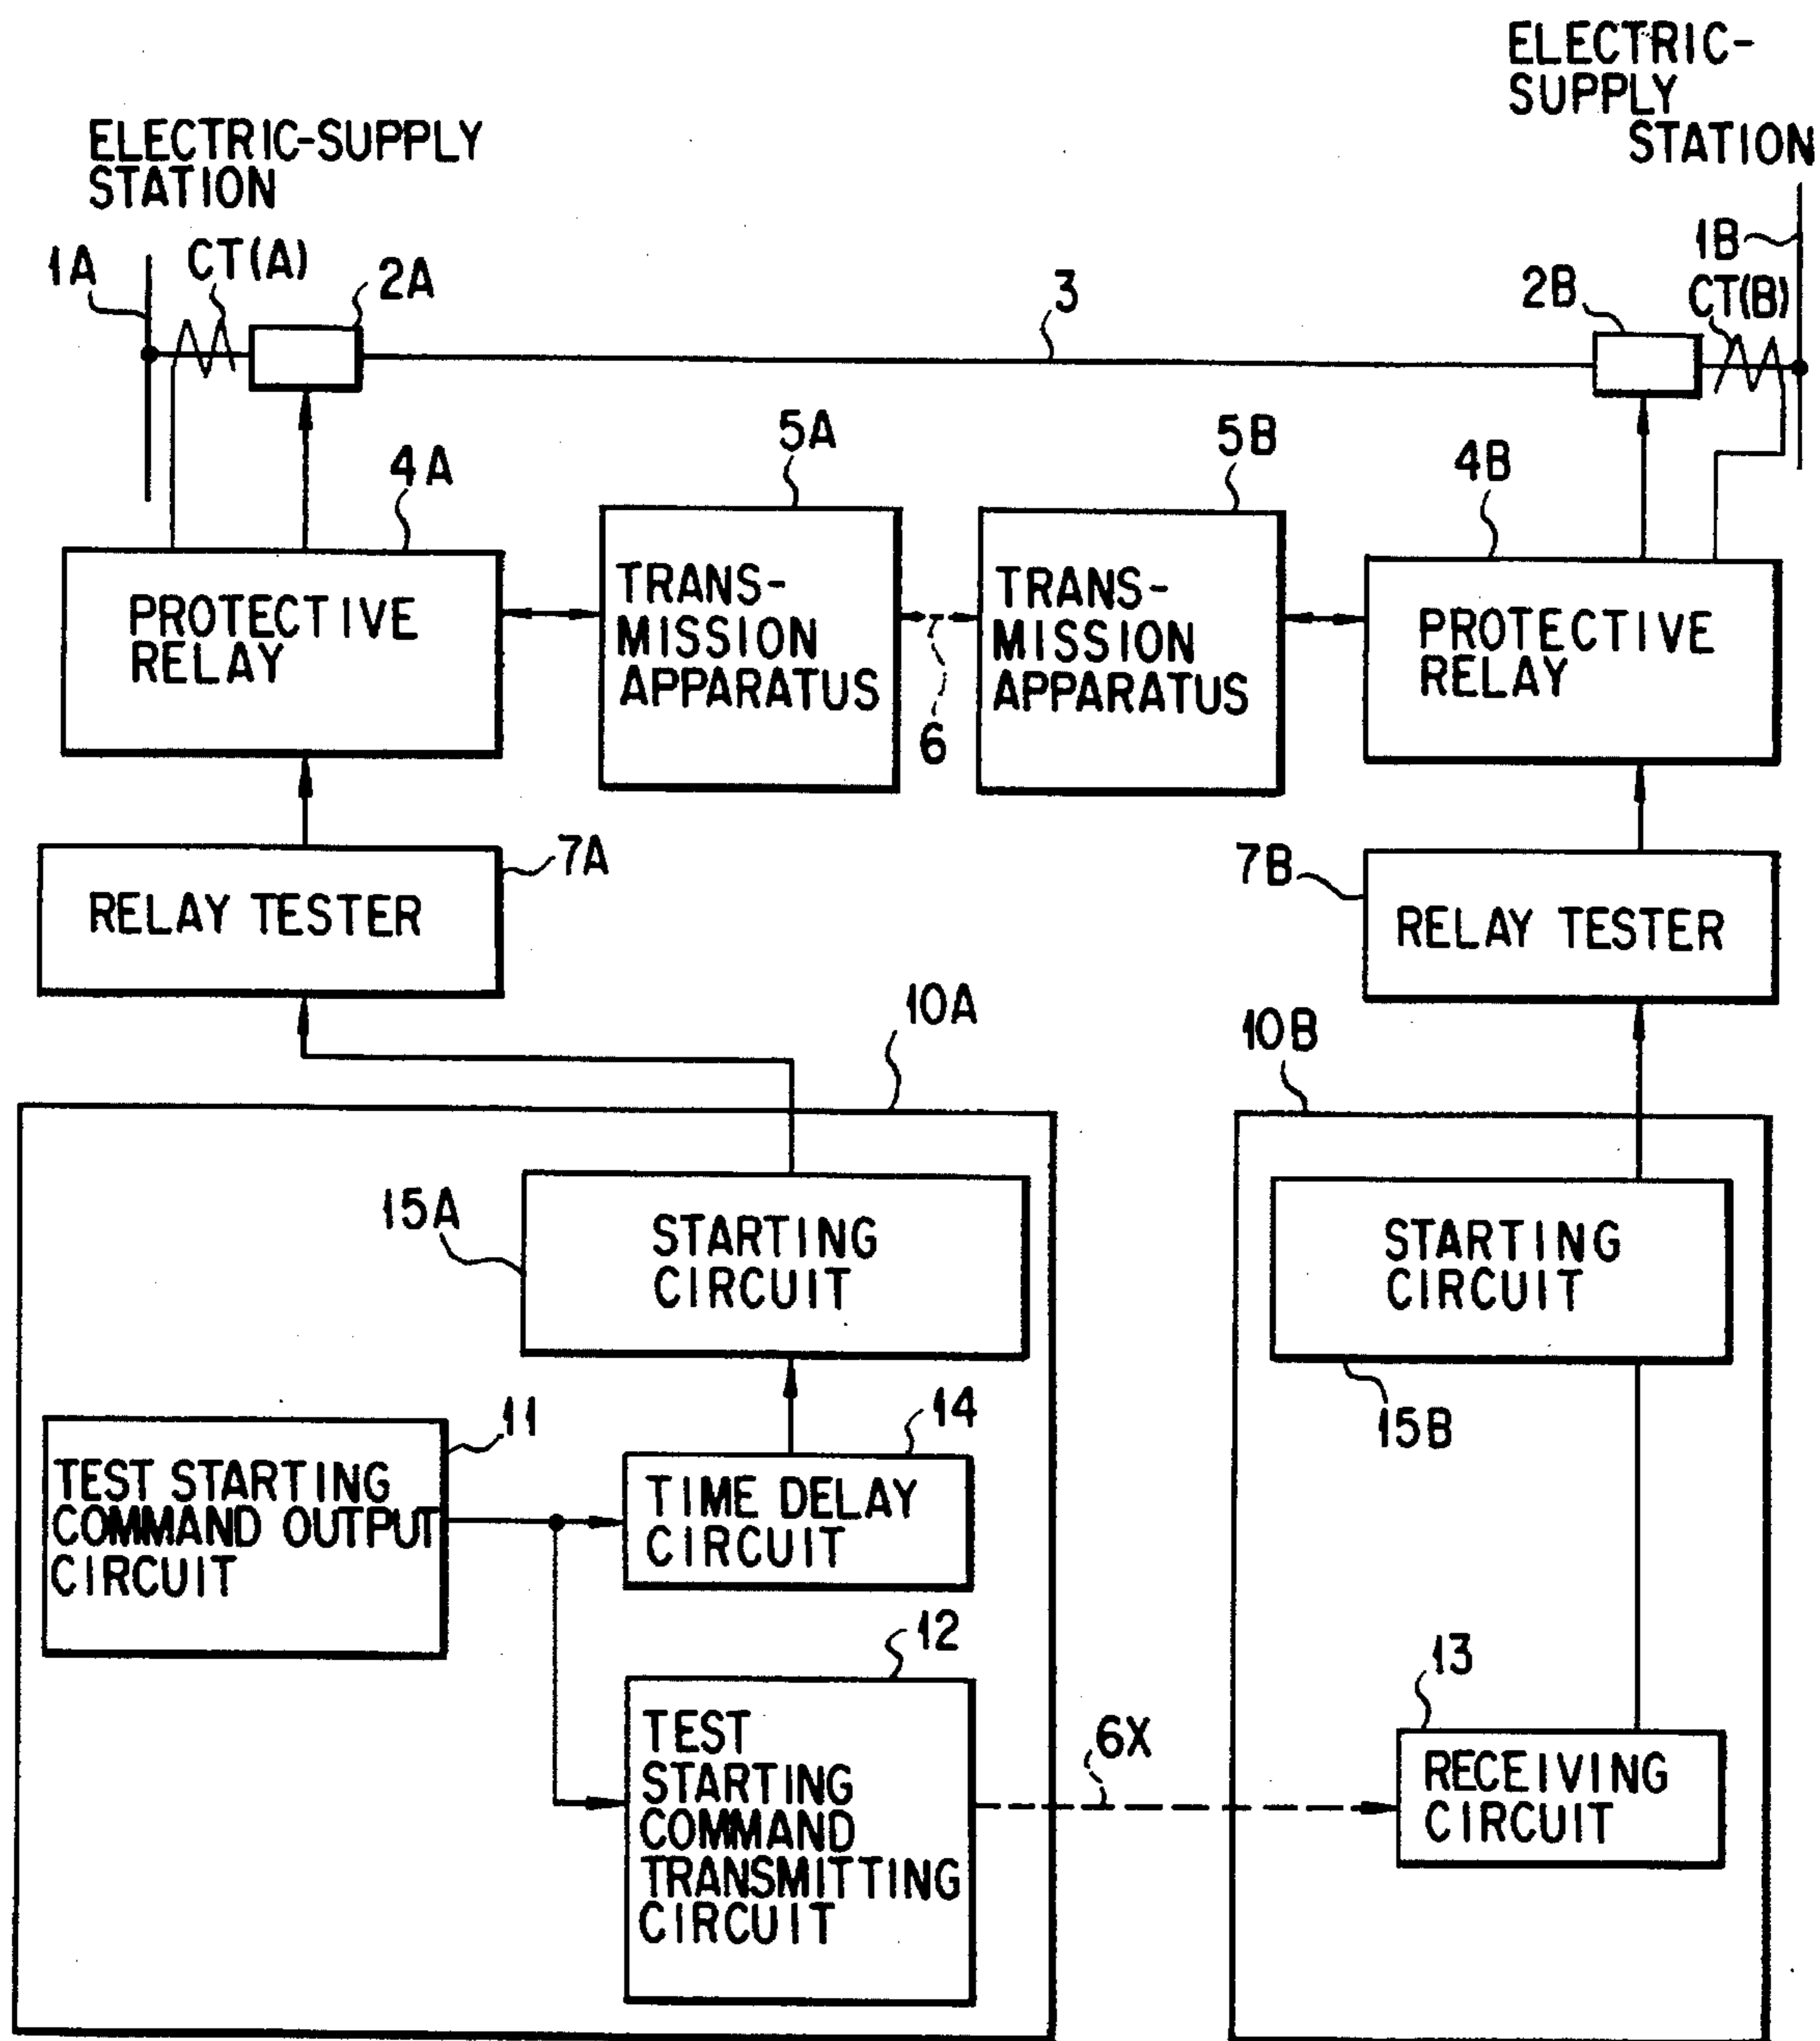 ELECTRIC-
SUPPLY
STATION
ELECTRIC-SUPPLY
STATION
1A
CT(A)
2A
3
2B
1B
CT(B)
4A
5A
5B
4B
PROTECTIVE
RELAY
TRANS-
MISSION
APPARATUS
6
TRANS-
MISSION
APPARATUS
PROTECTIVE
RELAY
7A
RELAY TESTER
7B
RELAY TESTER
10A
10B
15A
STARTING
CIRCUIT
STARTING
CIRCUIT
15B
11
TEST STARTING
COMMAND OUTPUT
CIRCUIT
14
TIME DELAY
CIRCUIT
12
TEST
STARTING
COMMAND
TRANSMITTING
CIRCUIT
6X
13
RECEIVING
CIRCUIT